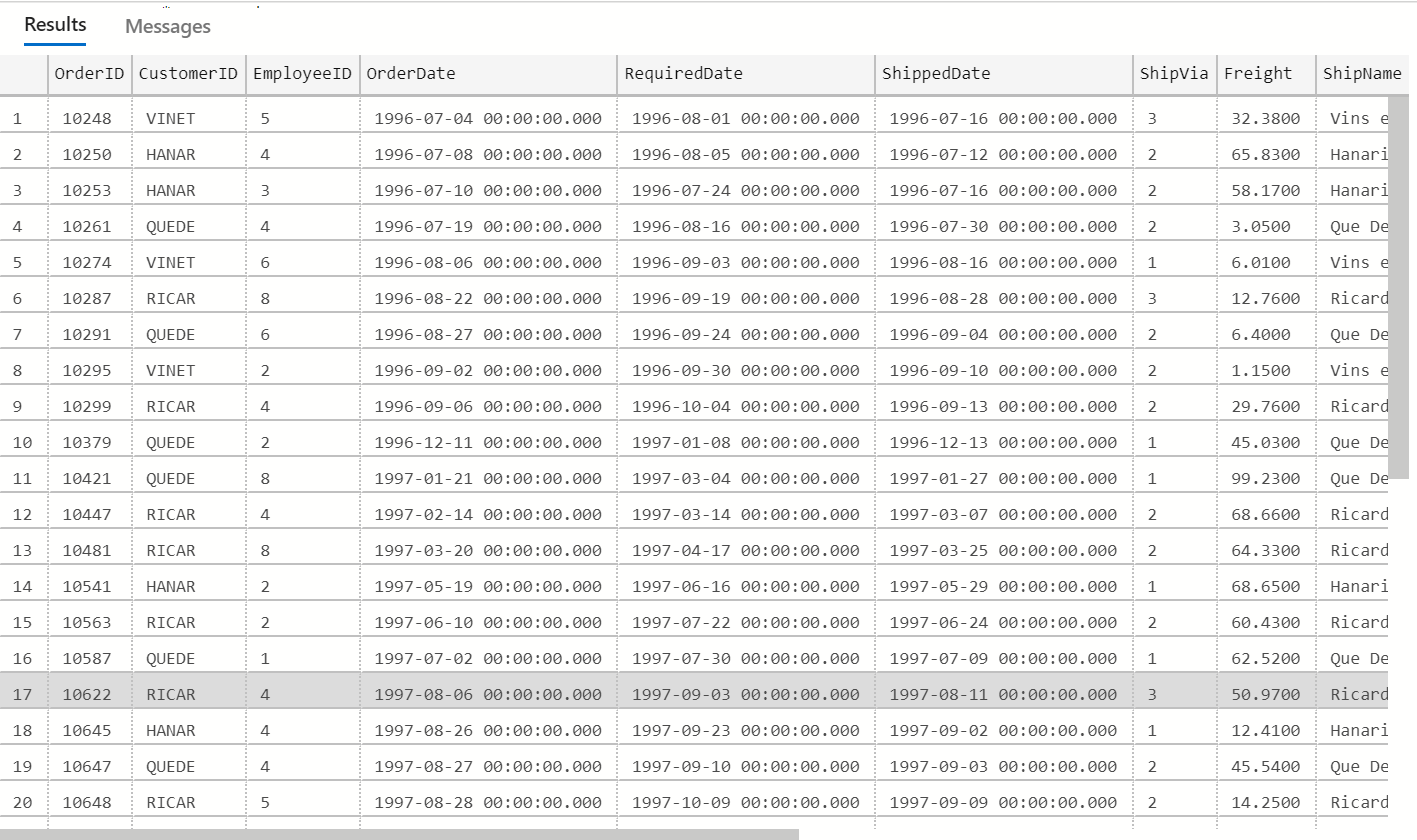 Results Messages
OrderID CustomerID EmployeeID OrderDate RequiredDate ShippedDate ShipVia Freight ShipName
1 10248 VINET 5 1996-07-04 00:00:00.000 1996-08-01 00:00:00.000 1996-07-16 00:00:00.000 3 32.3800 Vins e
2 10250 HANAR 4 1996-07-08 00:00:00.000 1996-08-05 00:00:00.000 1996-07-12 00:00:00.000 2 65.8300 Hanari
3 10253 HANAR 3 1996-07-10 00:00:00.000 1996-07-24 00:00:00.000 1996-07-16 00:00:00.000 2 58.1700 Hanari
4 10261 QUEDE 4 1996-07-19 00:00:00.000 1996-08-16 00:00:00.000 1996-07-30 00:00:00.000 2 3.0500 Que De
5 10274 VINET 6 1996-08-06 00:00:00.000 1996-09-03 00:00:00.000 1996-08-16 00:00:00.000 1 6.0100 Vins e
6 10287 RICAR 8 1996-08-22 00:00:00.000 1996-09-19 00:00:00.000 1996-08-28 00:00:00.000 3 12.7600 Ricard
7 10291 QUEDE 6 1996-08-27 00:00:00.000 1996-09-24 00:00:00.000 1996-09-04 00:00:00.000 2 6.4000 Que De
8 10295 VINET 2 1996-09-02 00:00:00.000 1996-09-30 00:00:00.000 1996-09-10 00:00:00.000 2 1.1500 Vins e
9 10299 RICAR 4 1996-09-06 00:00:00.000 1996-10-04 00:00:00.000 1996-09-13 00:00:00.000 2 29.7600 Ricard
10 10379 QUEDE 2 1996-12-11 00:00:00.000 1997-01-08 00:00:00.000 1996-12-13 00:00:00.000 1 45.0300 Que De
11 10421 QUEDE 8 1997-01-21 00:00:00.000 1997-03-04 00:00:00.000 1997-01-27 00:00:00.000 1 99.2300 Que De
12 10447 RICAR 4 1997-02-14 00:00:00.000 1997-03-14 00:00:00.000 1997-03-07 00:00:00.000 2 68.6600 Ricard
13 10481 RICAR 8 1997-03-20 00:00:00.000 1997-04-17 00:00:00.000 1997-03-25 00:00:00.000 2 64.3300 Ricard
14 10541 HANAR 2 1997-05-19 00:00:00.000 1997-06-16 00:00:00.000 1997-05-29 00:00:00.000 1 68.6500 Hanari
15 10563 RICAR 2 1997-06-10 00:00:00.000 1997-07-22 00:00:00.000 1997-06-24 00:00:00.000 2 60.4300 Ricard
16 10587 QUEDE 1 1997-07-02 00:00:00.000 1997-07-30 00:00:00.000 1997-07-09 00:00:00.000 1 62.5200 Que De
17 10622 RICAR 4 1997-08-06 00:00:00.000 1997-09-03 00:00:00.000 1997-08-11 00:00:00.000 3 50.9700 Ricard
18 10645 HANAR 4 1997-08-26 00:00:00.000 1997-09-23 00:00:00.000 1997-09-02 00:00:00.000 1 12.4100 Hanari
19 10647 QUEDE 4 1997-08-27 00:00:00.000 1997-09-10 00:00:00.000 1997-09-03 00:00:00.000 2 45.5400 Que De
20 10648 RICAR 5 1997-08-28 00:00:00.000 1997-10-09 00:00:00.000 1997-09-09 00:00:00.000 2 14.2500 Ricard